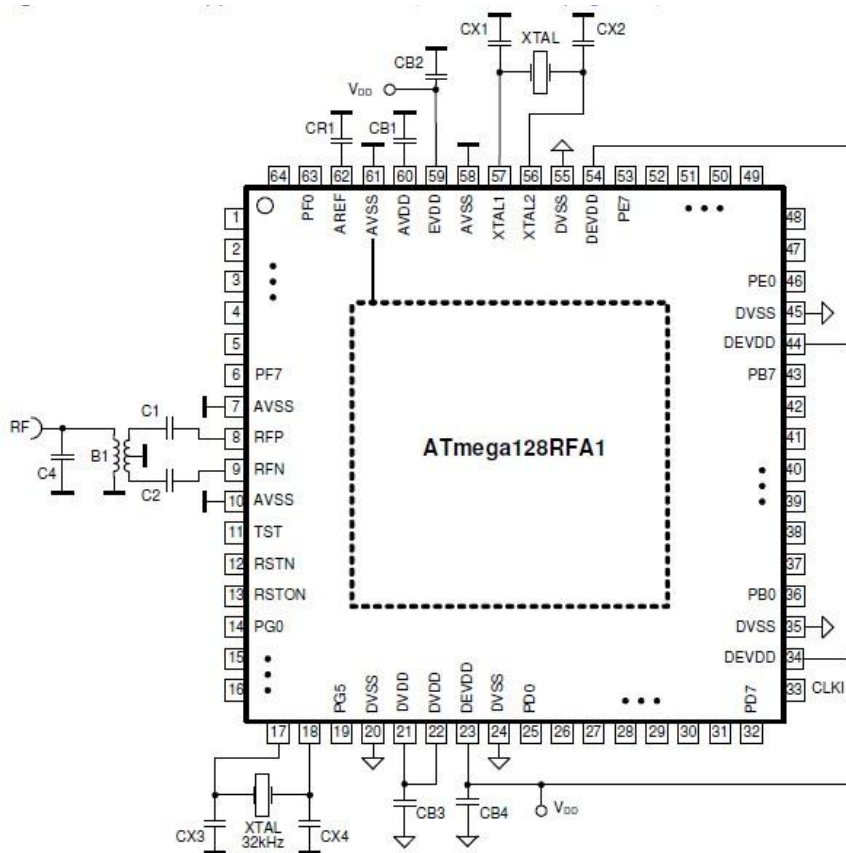 CX1 XTAL CX2
CB2
VDD
CR1 CB1
64 63 62 61 60 59 58 57 56 55 54 53 52 51 50 49
PF0 AREF AVSS AVDD EVDD AVSS XTAL1 XTAL2 DVSS DEVDD PE7
1 48
2 47
3 PE0 46
4 DVSS 45
5 DEVDD 44
6 PF7 PB7 43
7 AVSS 42
RF C1 8 RFP 41
C4 B1 ATmega128RFA1
9 RFN 40
C2 10 AVSS 39
11 TST 38
12 RSTN 37
13 RSTON PB0 36
14 PG0 DVSS 35
15 DEVDD 34
16 33 CLKI
PG5 DVSS DVDD DVDD DEVDD DVSS PD0 PD7
17 18 19 20 21 22 23 24 25 26 27 28 29 30 31 32
CX3 XTAL CX4 CB3 CB4 VDD
32kHz